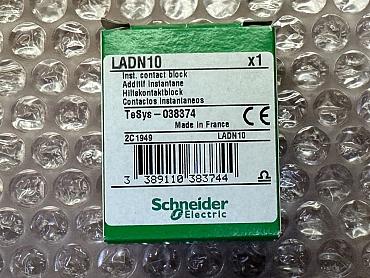 LADN10 x1
Inst. contact block
Additif instantané
Hilfskontaktblock
Contactos instantaneos
TeSys-038374
CE
Made in France
2C1949 LADN10
3 389110 383744
Schneider
Electric